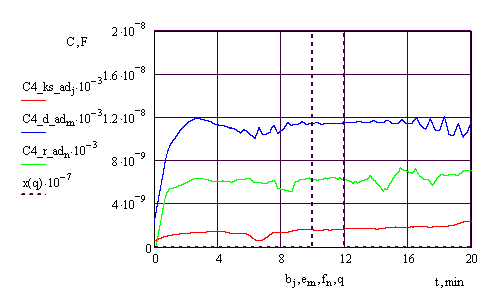 C,F
2·10⁻⁸
1.6·10⁻⁸
1.2·10⁻⁸
8·10⁻⁹
4·10⁻⁹
0
C4_ks_adⱼ·10⁻³
C4_d_adₘ·10⁻³
C4_r_adₙ·10⁻³
x(q)·10⁻⁷
0 4 8 12 16 20
bⱼ,eₘ,fₙ,q
t,min